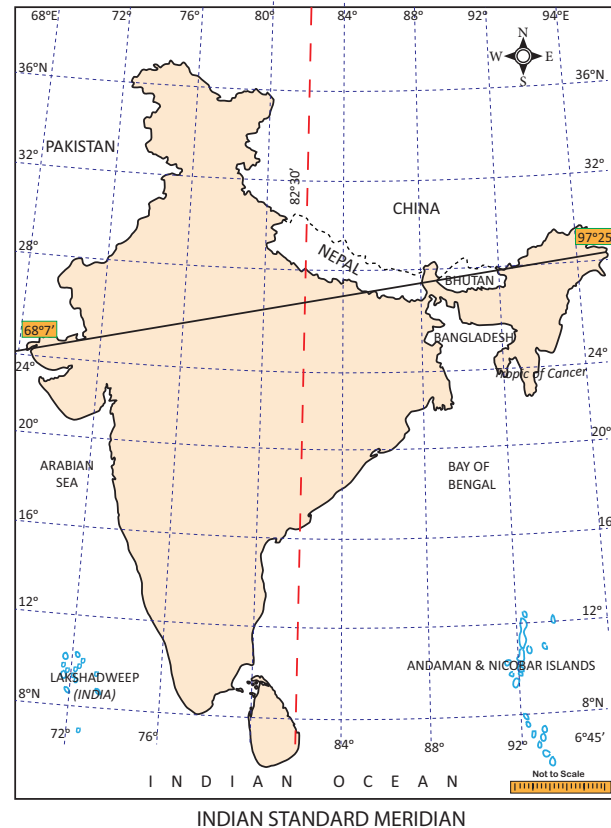 68°E 72° 76° 80° 84° 88° 92° 94°E
N
W E
S
36°N 36°
PAKISTAN
32° 32°
82°30'
CHINA
97°25
NEPAL
28° 28°
BHUTAN
68°7'
BANGLADESH
24° 24°
Tropic of Cancer
20° 20°
ARABIAN
SEA
BAY OF
BENGAL
16° 16°
12° 12°
ANDAMAN & NICOBAR ISLANDS
LAKSHADWEEP
(INDIA)
8°N 8°
72° 76° 84° 88° 92° 6°45'
Not to Scale
INDIAN OCEAN
INDIAN STANDARD MERIDIAN